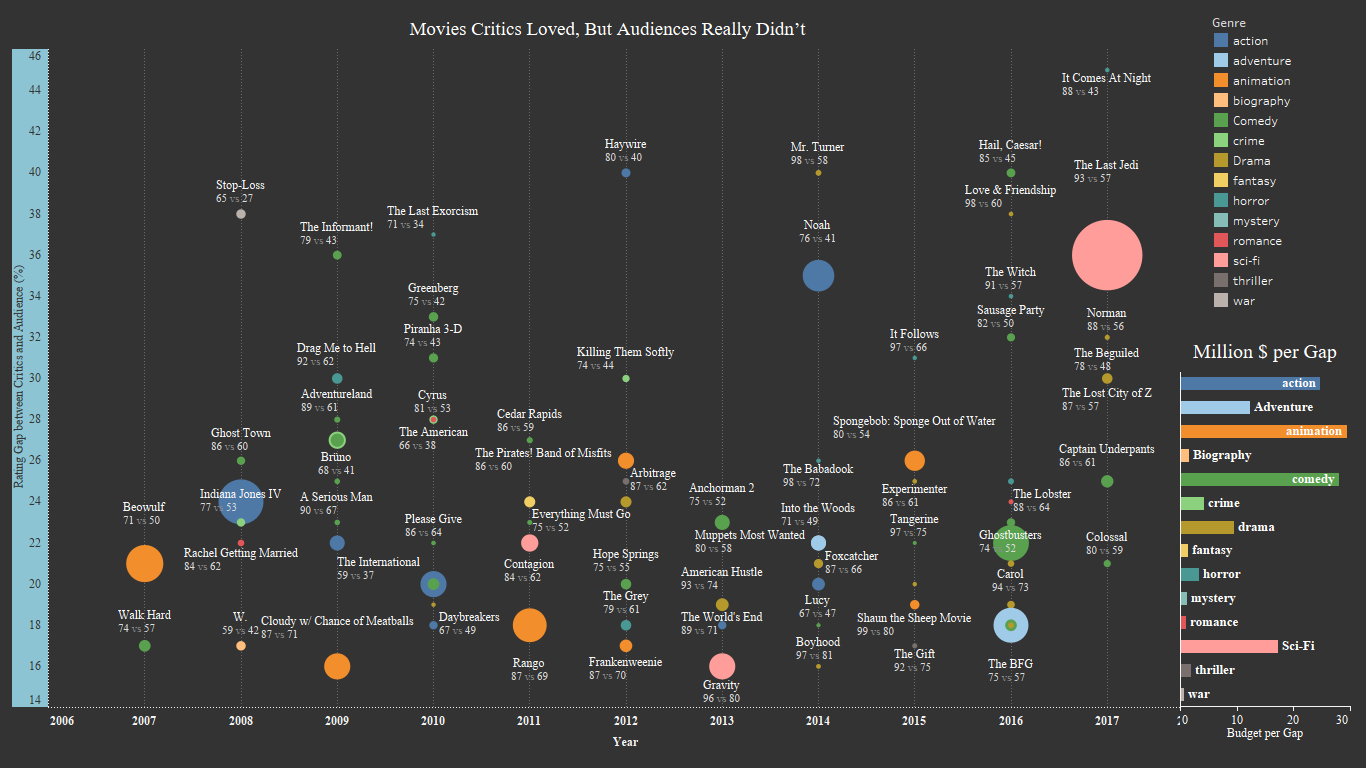 Movies Critics Loved, But Audiences Really Didn't
Genre
action
adventure
animation
biography
Comedy
crime
Drama
fantasy
horror
mystery
romance
sci-fi
thriller
war
Rating Gap between Critics and Audience (%)
46
44
42
40
38
36
34
32
30
28
26
24
22
20
18
16
14
Beowulf
71 vs 50
Walk Hard
74 vs 57
Stop-Loss
65 vs 27
Ghost Town
86 vs 60
Indiana Jones IV
77 vs 53
Rachel Getting Married
84 vs 62
W.
59 vs 42
The Informant!
79 vs 43
Drag Me to Hell
92 vs 62
Adventureland
89 vs 61
Brüno
68 vs 41
A Serious Man
90 vs 67
The International
59 vs 37
Cloudy w/ Chance of Meatballs
87 vs 71
The Last Exorcism
71 vs 34
Greenberg
75 vs 42
Piranha 3-D
74 vs 43
Cyrus
81 vs 53
The American
66 vs 38
Please Give
86 vs 64
Daybreakers
67 vs 49
Cedar Rapids
86 vs 59
Everything Must Go
75 vs 52
Contagion
84 vs 62
Rango
87 vs 69
Haywire
80 vs 40
Killing Them Softly
74 vs 44
The Pirates! Band of Misfits
86 vs 60
Arbitrage
87 vs 62
Hope Springs
75 vs 55
The Grey
79 vs 61
Frankenweenie
87 vs 70
Anchorman 2
75 vs 52
Muppets Most Wanted
80 vs 58
American Hustle
93 vs 74
The World's End
89 vs 71
Gravity
96 vs 80
Mr. Turner
98 vs 58
Noah
76 vs 41
The Babadook
98 vs 72
Into the Woods
71 vs 49
Foxcatcher
87 vs 66
Lucy
67 vs 47
Boyhood
97 vs 81
It Follows
97 vs 66
Spongebob: Sponge Out of Water
80 vs 54
Experimenter
86 vs 61
Tangerine
97 vs 75
Shaun the Sheep Movie
99 vs 80
The Gift
92 vs 75
Hail, Caesar!
85 vs 45
Love & Friendship
98 vs 60
The Witch
91 vs 57
Sausage Party
82 vs 50
The Lobster
88 vs 64
Ghostbusters
74 vs 52
Carol
94 vs 73
The BFG
75 vs 57
It Comes At Night
88 vs 43
The Last Jedi
93 vs 57
Norman
88 vs 56
The Beguiled
78 vs 48
The Lost City of Z
87 vs 57
Captain Underpants
86 vs 61
Colossal
80 vs 59
2006 2007 2008 2009 2010 2011 2012 2013 2014 2015 2016 2017
Year
Million $ per Gap
action
Adventure
animation
Biography
comedy
crime
drama
fantasy
horror
mystery
romance
Sci-Fi
thriller
war
0 10 20 30
Budget per Gap